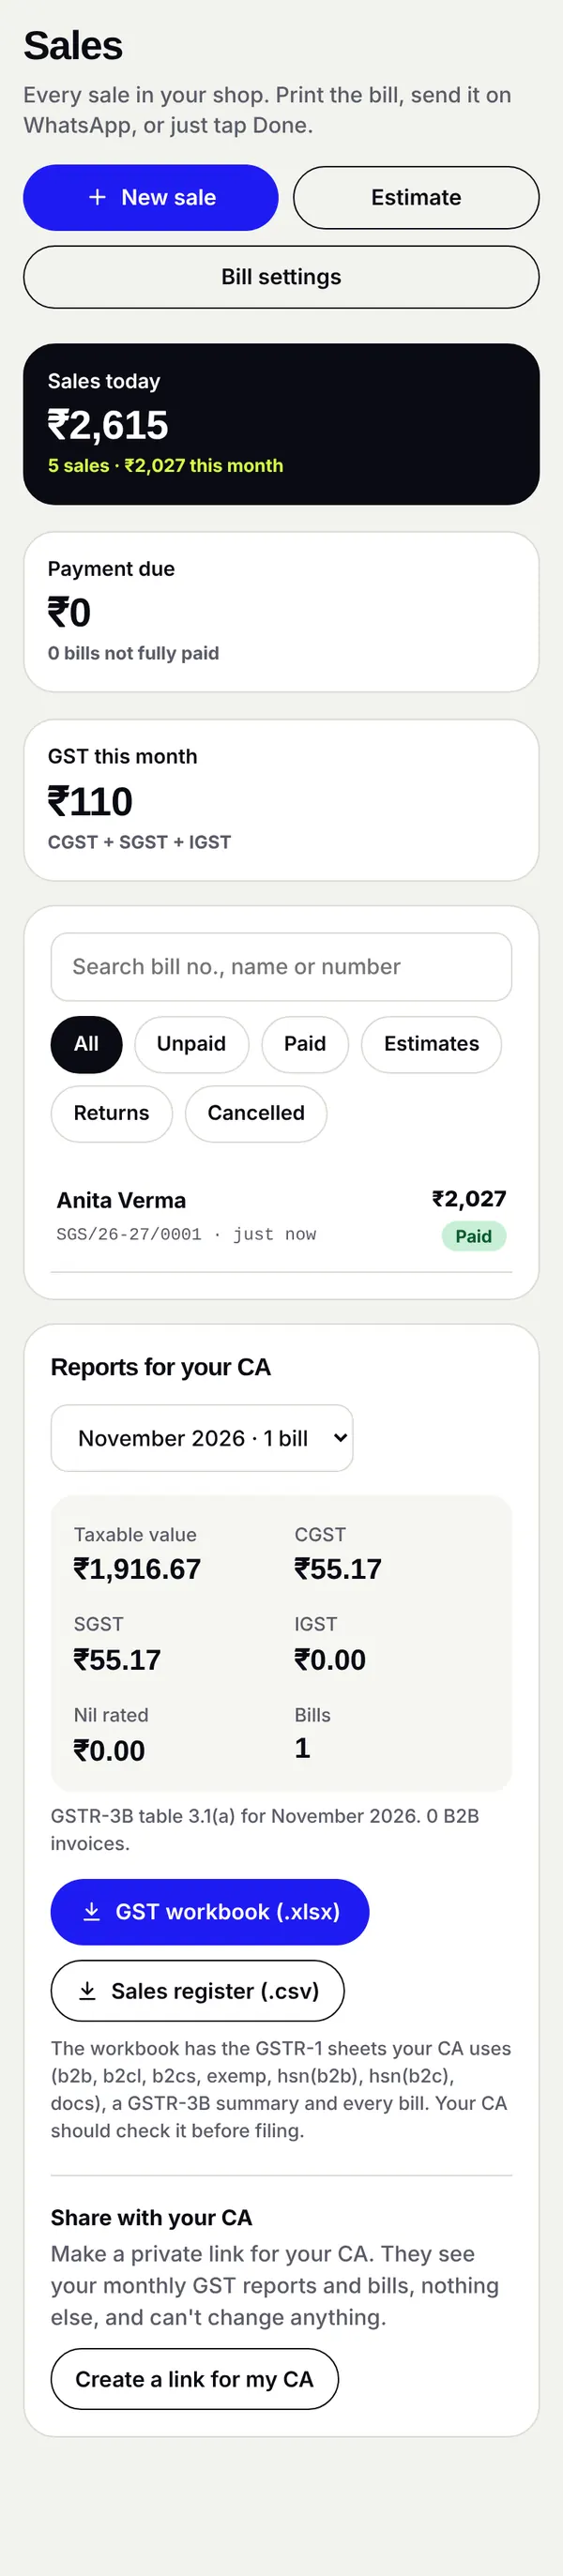 Sales
Every sale in your shop. Print the bill, send it on
WhatsApp, or just tap Done.
+ New sale
Estimate
Bill settings
Sales today
₹2,615
5 sales · ₹2,027 this month
Payment due
₹0
0 bills not fully paid
GST this month
₹110
CGST + SGST + IGST
Search bill no., name or number
All
Unpaid
Paid
Estimates
Returns
Cancelled
Anita Verma
₹2,027
SGS/26-27/0001 · just now
Paid
Reports for your CA
November 2026 · 1 bill
Taxable value
CGST
₹1,916.67
₹55.17
SGST
IGST
₹55.17
₹0.00
Nil rated
Bills
₹0.00
1
GSTR-3B table 3.1(a) for November 2026. 0 B2B
invoices.
GST workbook (.xlsx)
Sales register (.csv)
The workbook has the GSTR-1 sheets your CA uses
(b2b, b2cl, b2cs, exemp, hsn(b2b), hsn(b2c),
docs), a GSTR-3B summary and every bill. Your CA
should check it before filing.
Share with your CA
Make a private link for your CA. They see
your monthly GST reports and bills, nothing
else, and can't change anything.
Create a link for my CA